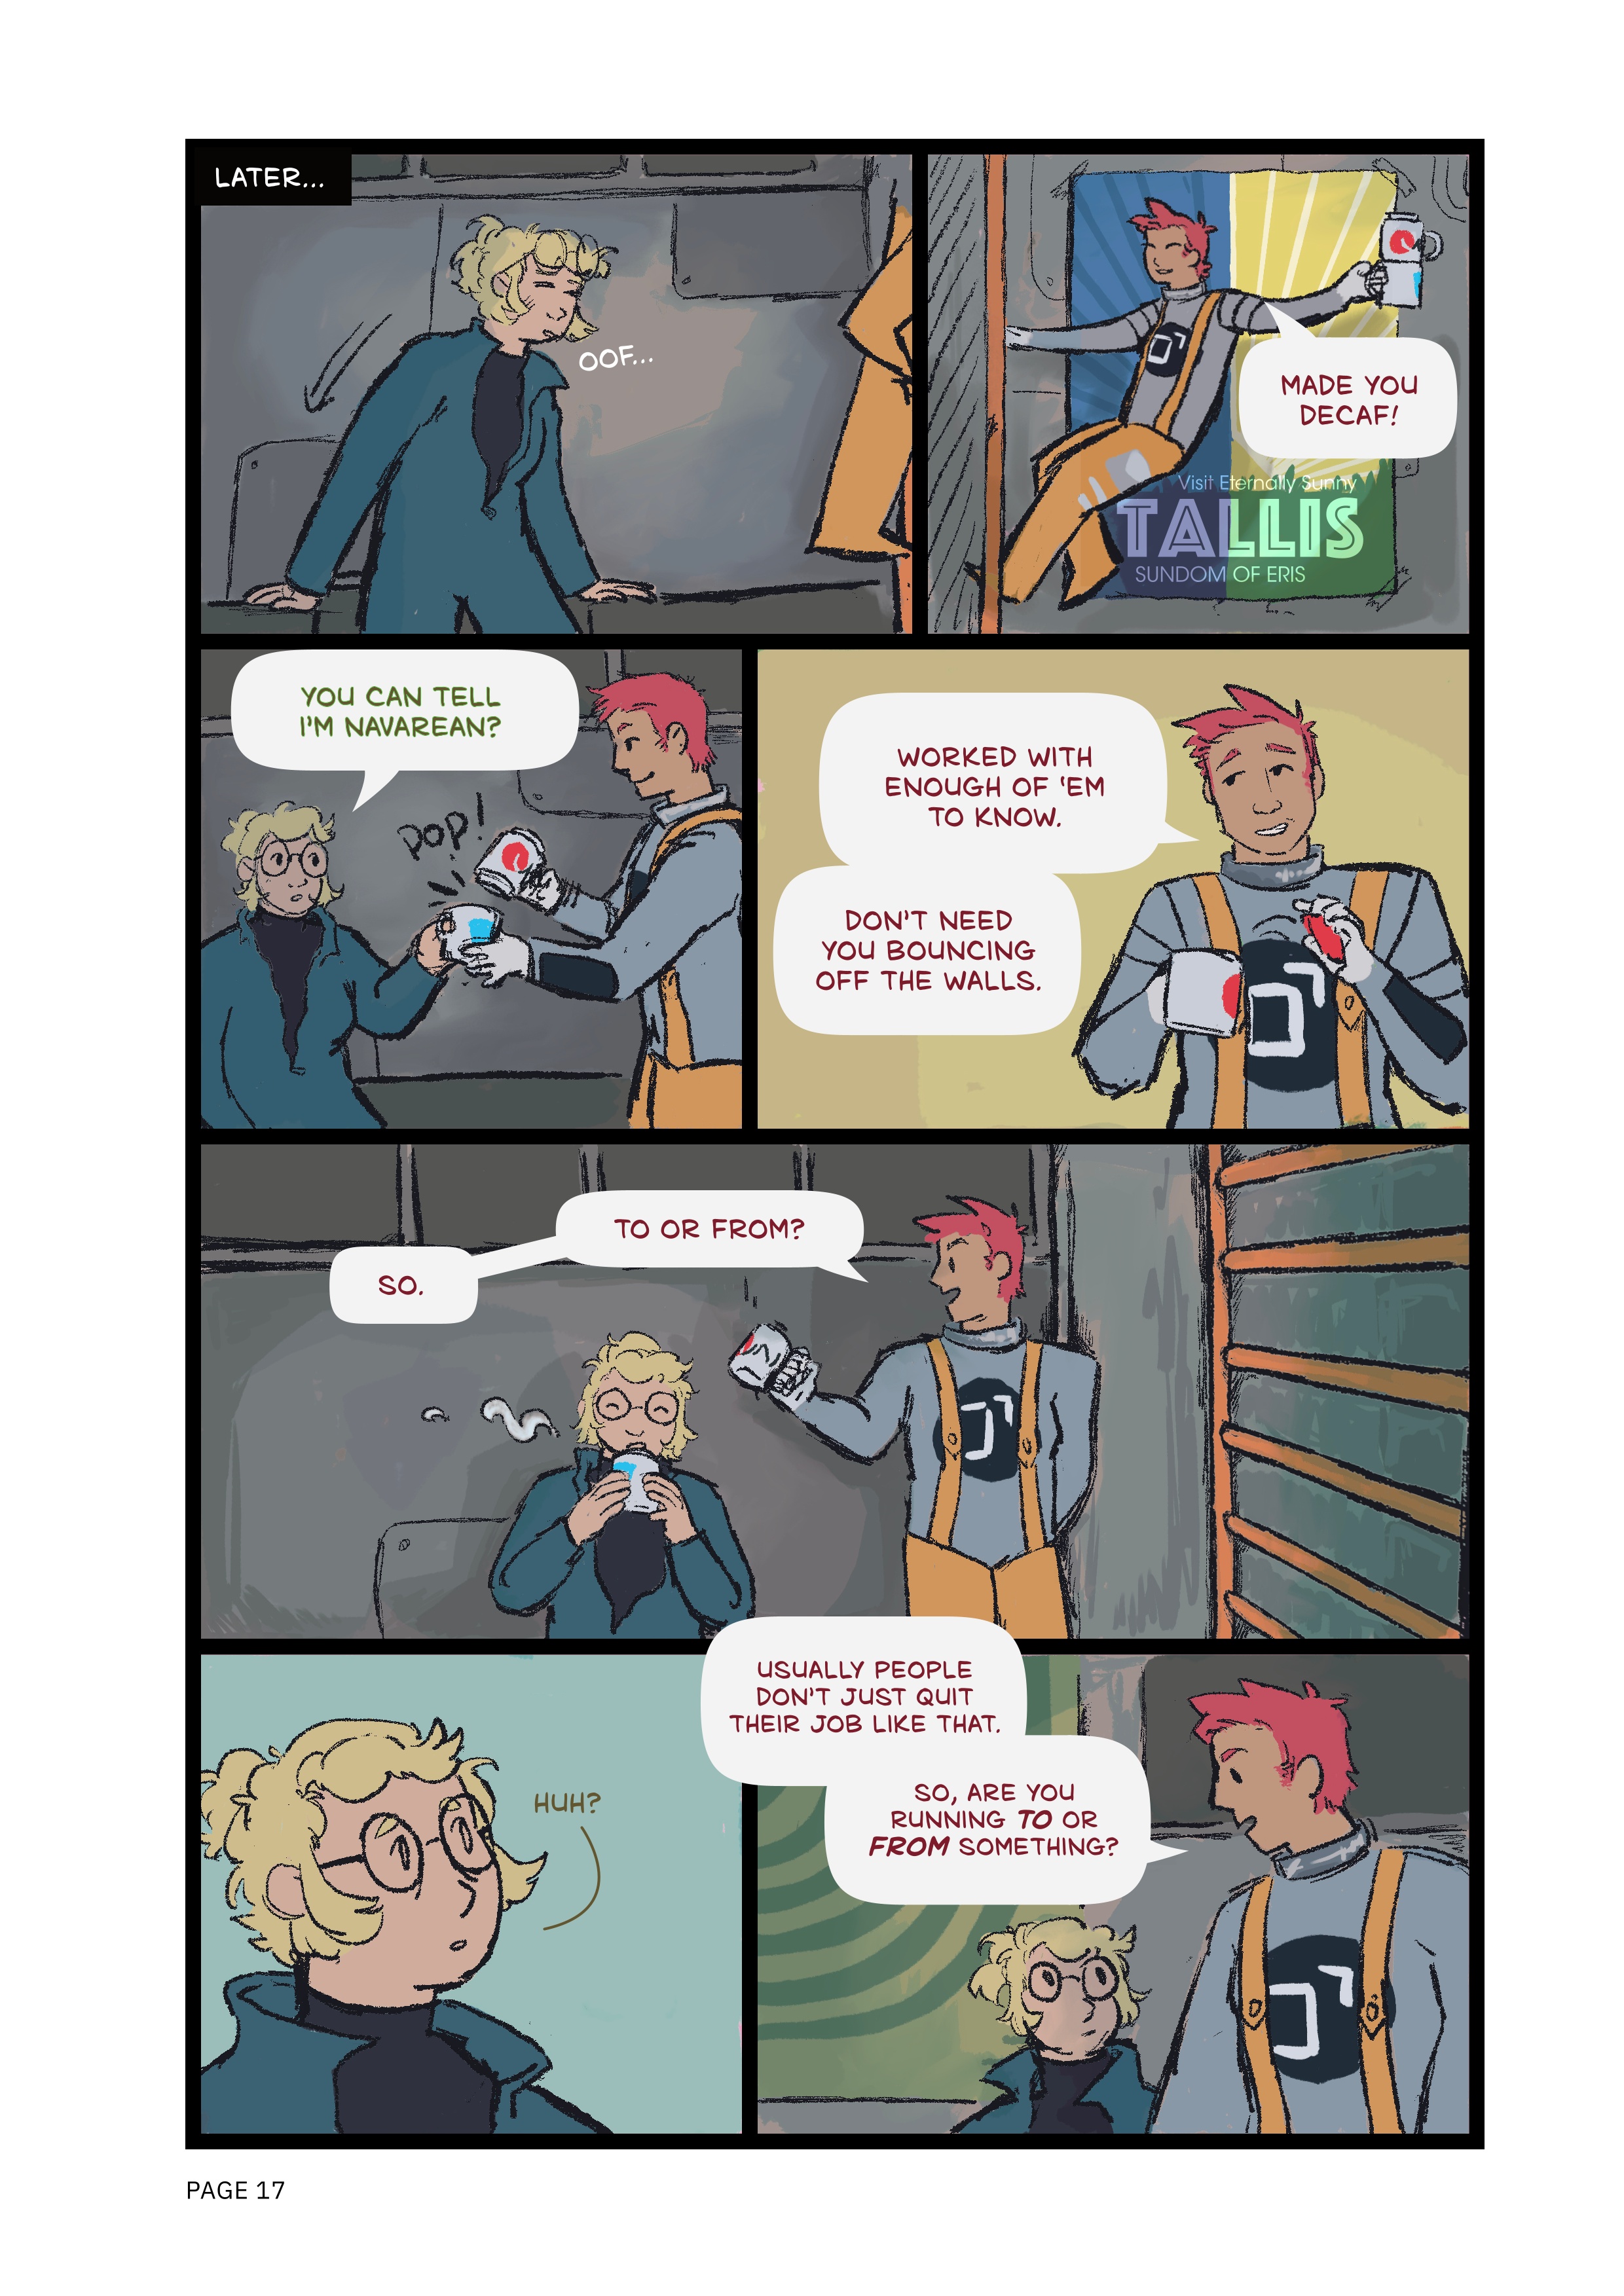 LATER...
OOF...
MADE YOU
DECAF!
Visit Eternally Sunny
TALLIS
SUNDOM OF ERIS
YOU CAN TELL
I'M NAVAREAN?
POP!
WORKED WITH
ENOUGH OF 'EM
TO KNOW.
DON'T NEED
YOU BOUNCING
OFF THE WALLS.
SO.
TO OR FROM?
HUH?
USUALLY PEOPLE
DON'T JUST QUIT
THEIR JOB LIKE THAT.
SO, ARE YOU
RUNNING TO OR
FROM SOMETHING?
PAGE 17